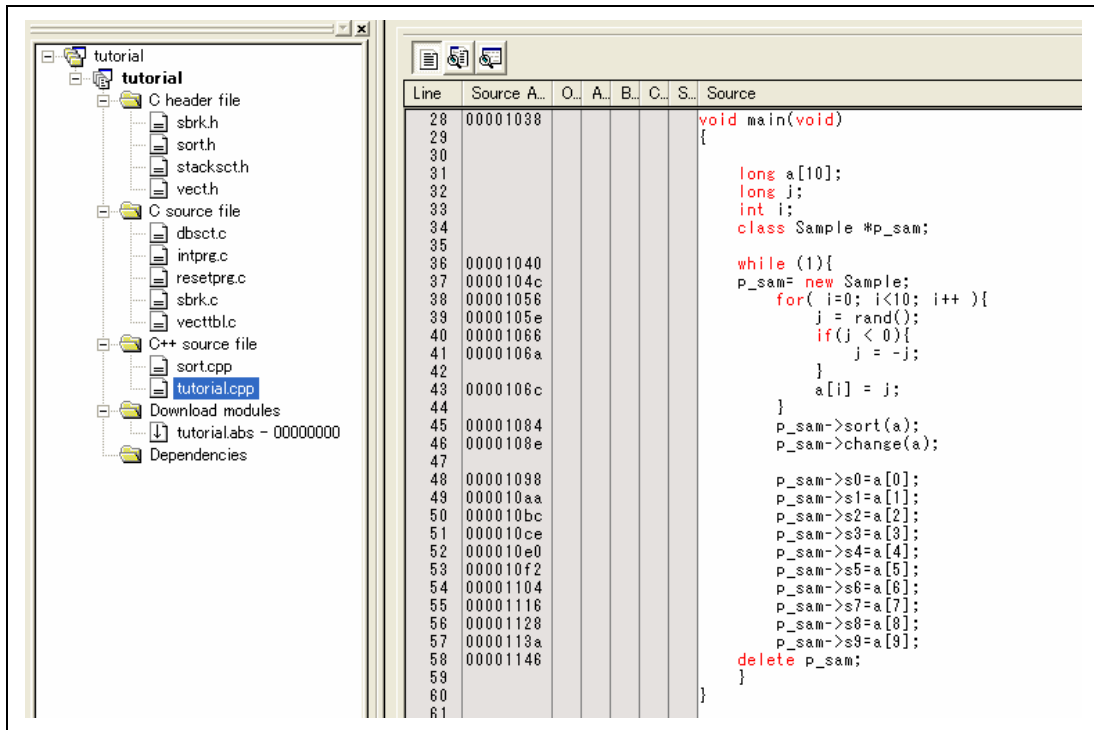 tutorial
tutorial
C header file
sbrk.h
sort.h
stacksct.h
vect.h
C source file
dbsct.c
intprg.c
resetprg.c
sbrk.c
vecttbl.c
C++ source file
sort.cpp
tutorial.cpp
Download modules
tutorial.abs - 00000000
Dependencies
Line Source A... O... A... B... C... S... Source
28 00001038 void main(void)
29 {
30
31 long a[10];
32 long j;
33 int i;
34 class Sample *p_sam;
35
36 00001040 while (1){
37 0000104c p_sam= new Sample;
38 00001056 for( i=0; i<10; i++ ){
39 0000105e j = rand();
40 00001066 if(j < 0){
41 0000106a j = -j;
42 }
43 0000106c a[i] = j;
44 }
45 00001084 p_sam->sort(a);
46 0000108e p_sam->change(a);
47
48 00001098 p_sam->s0=a[0];
49 000010aa p_sam->s1=a[1];
50 000010bc p_sam->s2=a[2];
51 000010ce p_sam->s3=a[3];
52 000010e0 p_sam->s4=a[4];
53 000010f2 p_sam->s5=a[5];
54 00001104 p_sam->s6=a[6];
55 00001116 p_sam->s7=a[7];
56 00001128 p_sam->s8=a[8];
57 0000113a p_sam->s9=a[9];
58 00001146 delete p_sam;
59 }
60 }
61